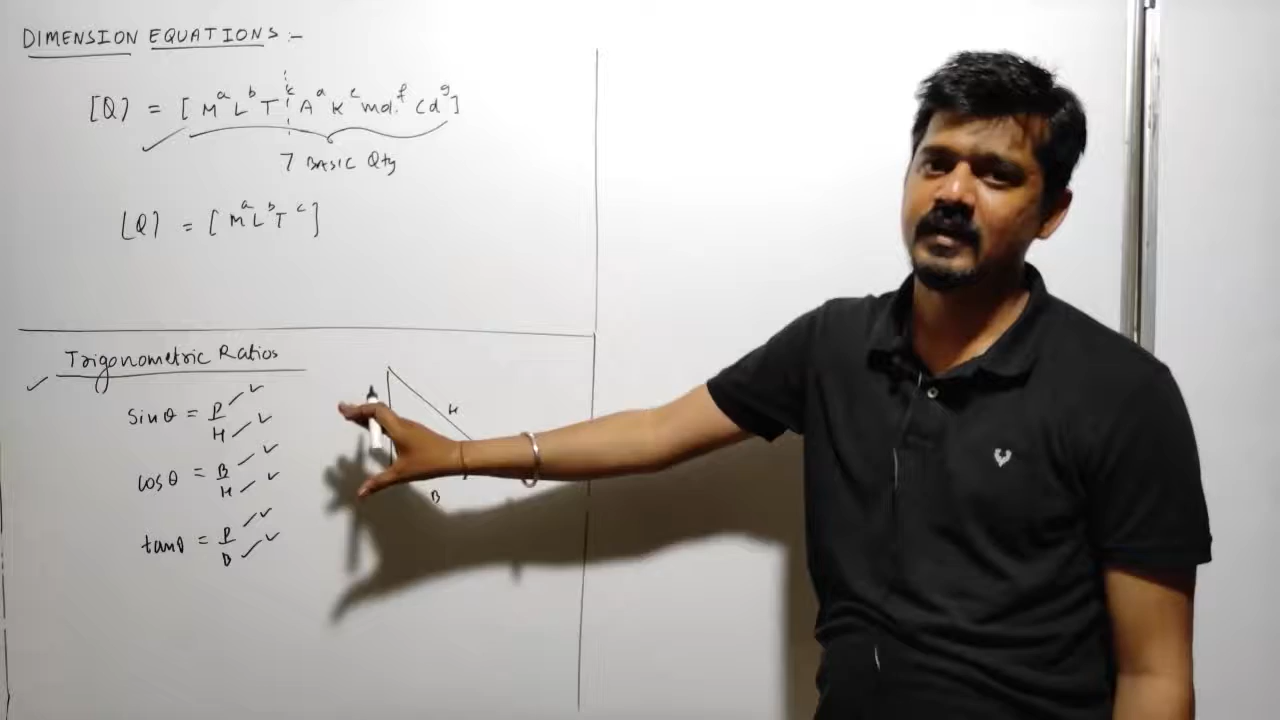 DIMENSION EQUATIONS :-
[Q] = [ M^a L^b T^c A^a K^e mol.^f Cd^g ]
7 BASIC Qty
[Q] = [ M^a L^b T^c ]
Trigonometric Ratios
sinθ = P/H
H
cosθ = B/H
tanθ = P/B
B